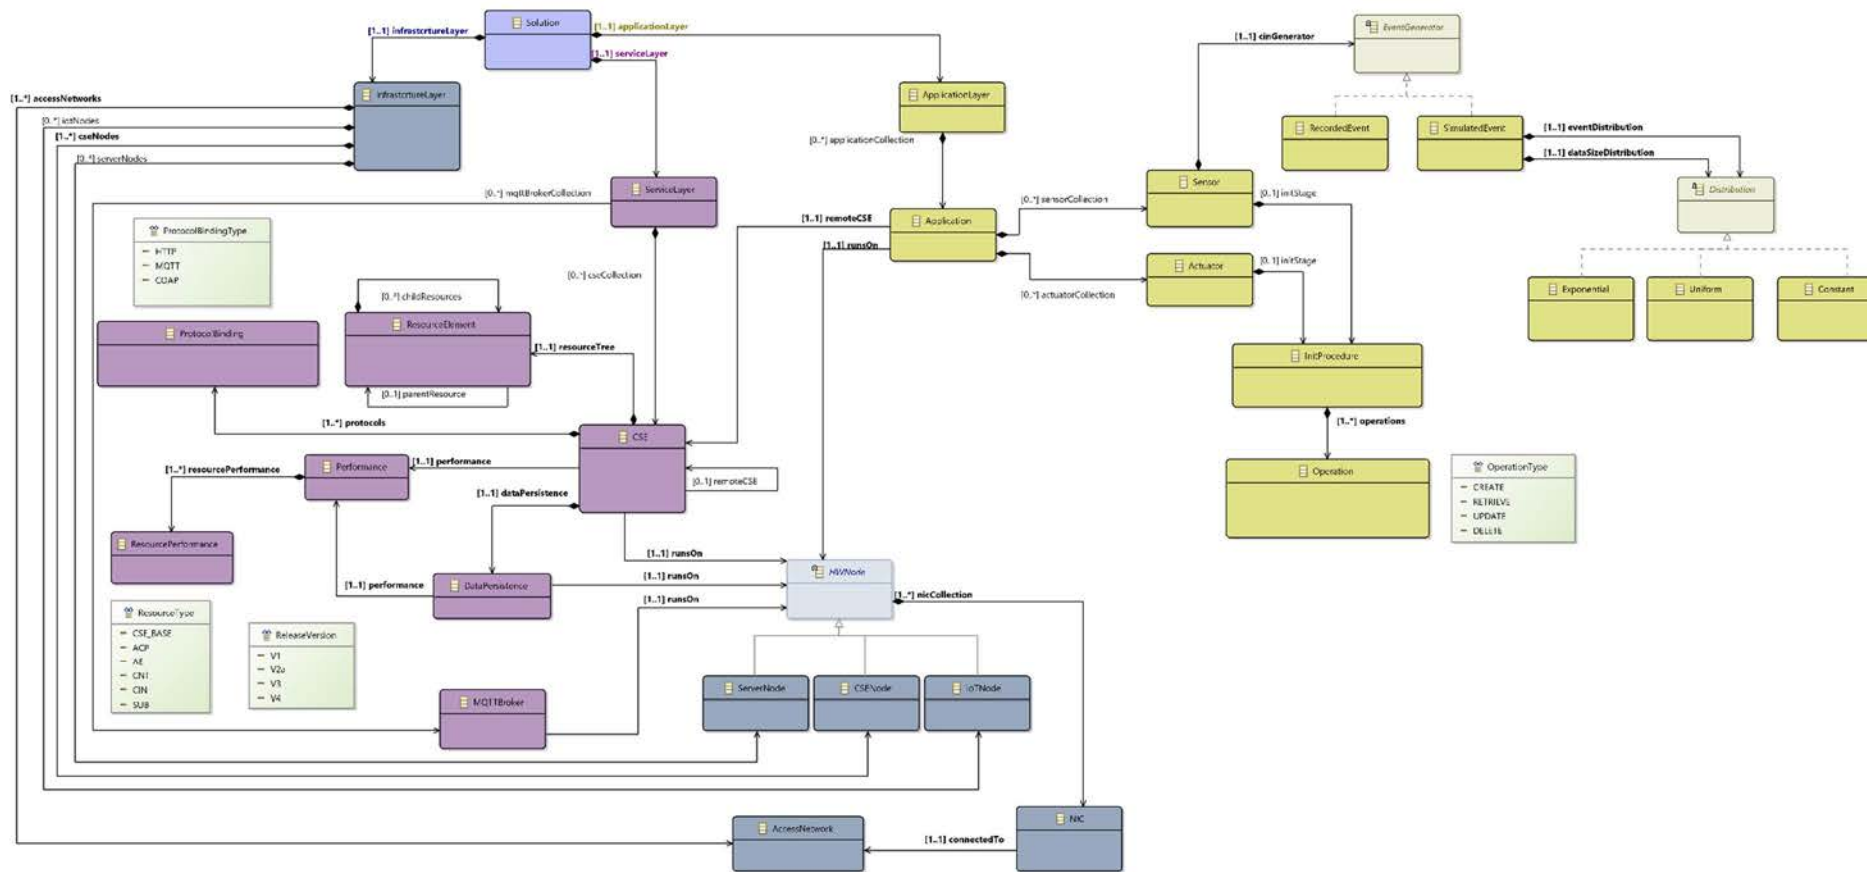 Solution
[1..1] infrastcrtureLayer
[1..1] applicationLayer
[1..1] serviceLayer
EventGenerator
[1..1] cinGenerator
InfrastcrtureLayer
[1..*] accessNetworks
[0..*] iotNodes
[1..*] cseNodes
[0..*] serverNodes
ApplicationLayer
[0..*] applicationCollection
RecordedEvent
SimulatedEvent
[1..1] eventDistribution
[1..1] dataSizeDistribution
Distribution
[0..*] mqttBrokerCollection
ServiceLayer
Sensor
[0..1] initStage
[0..*] sensorCollection
Application
[1..1] remoteCSE
[1..1] runsOn
ProtocolBindingType
HTTP
MQTT
COAP
[0..*] cseCollection
Actuator
[0..1] initStage
[0..*] actuatorCollection
Exponential
Uniform
Constant
[0..*] childResources
ResourceElement
ProtocolBinding
[1..1] resourceTree
[0..1] parentResource
InitProcedure
[1..*] protocols
CSE
[1..*] operations
[1..*] resourcePerformance
Performance
[1..1] performance
[0..1] remoteCSE
Operation
OperationType
CREATE
RETRIEVE
UPDATE
DELETE
[1..1] dataPersistence
ResourcePerformance
[1..1] runsOn
HWNode
[1..1] performance
DataPersistence
[1..1] runsOn
[1..1] runsOn
[1..*] nicCollection
ResourceType
CSE_BASE
ACP
AE
CNT
CIN
SUB
ReleaseVersion
V1
V2a
V3
V4
MQTTBroker
ServerNode
CSENode
IoTNode
AccessNetwork
[1..1] connectedTo
NIC